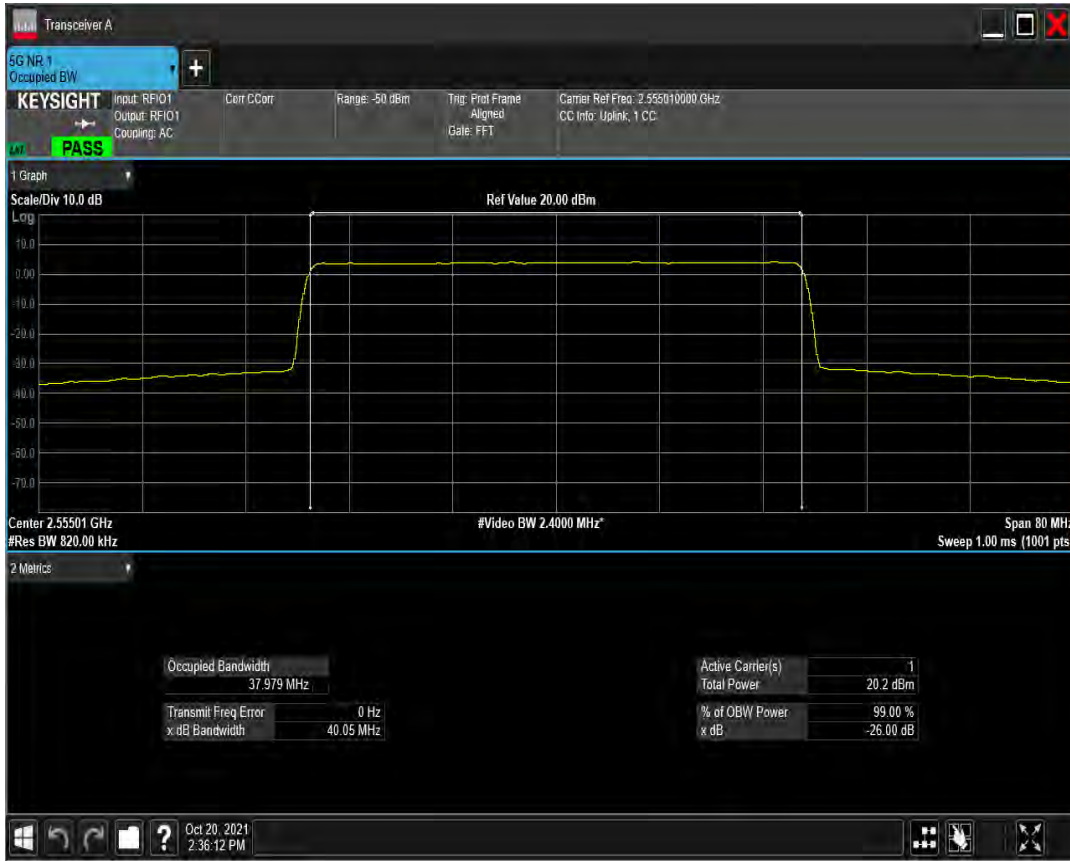 Transceiver A
5G NR 1
Occupied BW
+
KEYSIGHT
Input: RFIO1
Output: RFIO1
Coupling: AC
PASS
Corr CCorr
Range: -50 dBm
Trig: Prot Frame
Aligned
Gate: FFT
Carrier Ref Freq: 2.555010000 GHz
CC Info: Uplink, 1 CC
1 Graph
Scale/Div 10.0 dB
Ref Value 20.00 dBm
Log
10.0
0.00
-10.0
-20.0
-30.0
-40.0
-50.0
-60.0
-70.0
Center 2.55501 GHz
#Video BW 2.4000 MHz*
Span 80 MHz
#Res BW 820.00 kHz
Sweep 1.00 ms (1001 pts
2 Metrics
Occupied Bandwidth
37.979 MHz
Transmit Freq Error 0 Hz
x dB Bandwidth 40.05 MHz
Active Carrier(s) 1
Total Power 20.2 dBm
% of OBW Power 99.00 %
x dB -26.00 dB
?
Oct 20, 2021
2:36:12 PM